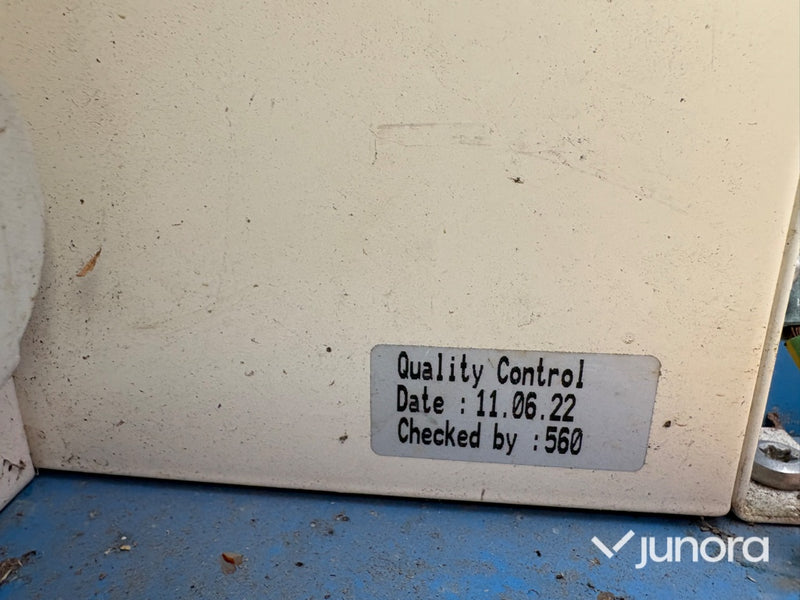 Quality Control
Date : 11.06.22
Checked by :560
junora